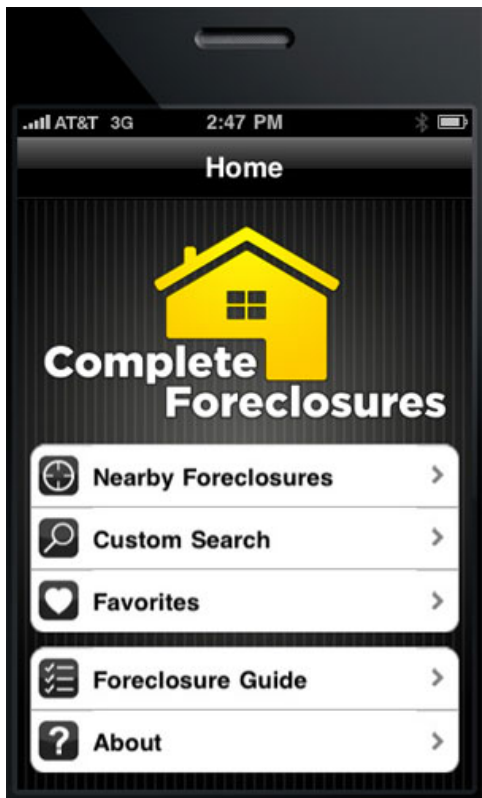 AT&T 3G 2:47 PM
Home
Complete
Foreclosures
Nearby Foreclosures
Custom Search
Favorites
Foreclosure Guide
? About